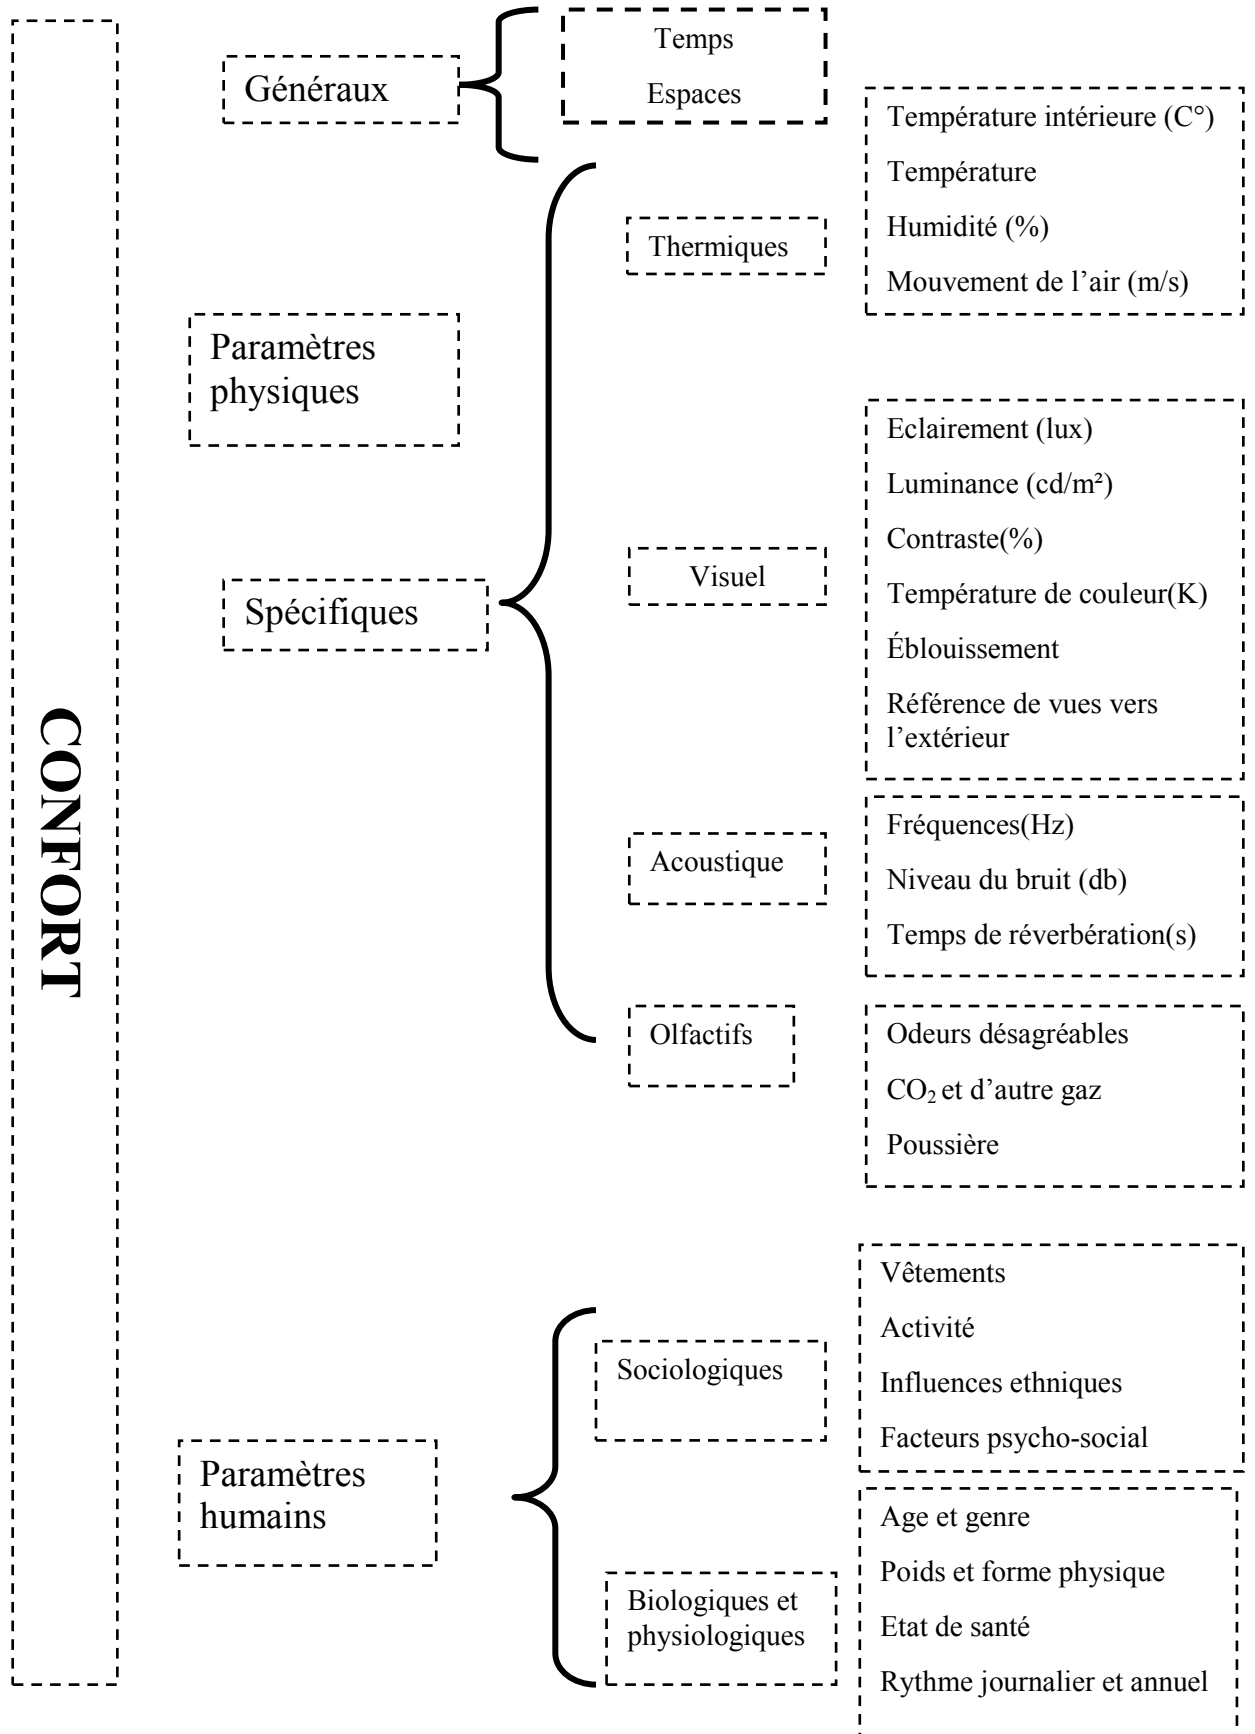 CONFORT
Généraux
Temps
Espaces
Paramètres
physiques
Spécifiques
Thermiques
Température intérieure (C°)
Température
Humidité (%)
Mouvement de l’air (m/s)
Visuel
Eclairement (lux)
Luminance (cd/m²)
Contraste(%)
Température de couleur(K)
Éblouissement
Référence de vues vers
l’extérieur
Acoustique
Fréquences(Hz)
Niveau du bruit (db)
Temps de réverbération(s)
Olfactifs
Odeurs désagréables
CO₂ et d’autre gaz
Poussière
Paramètres
humains
Sociologiques
Vêtements
Activité
Influences ethniques
Facteurs psycho-social
Biologiques et
physiologiques
Age et genre
Poids et forme physique
Etat de santé
Rythme journalier et annuel